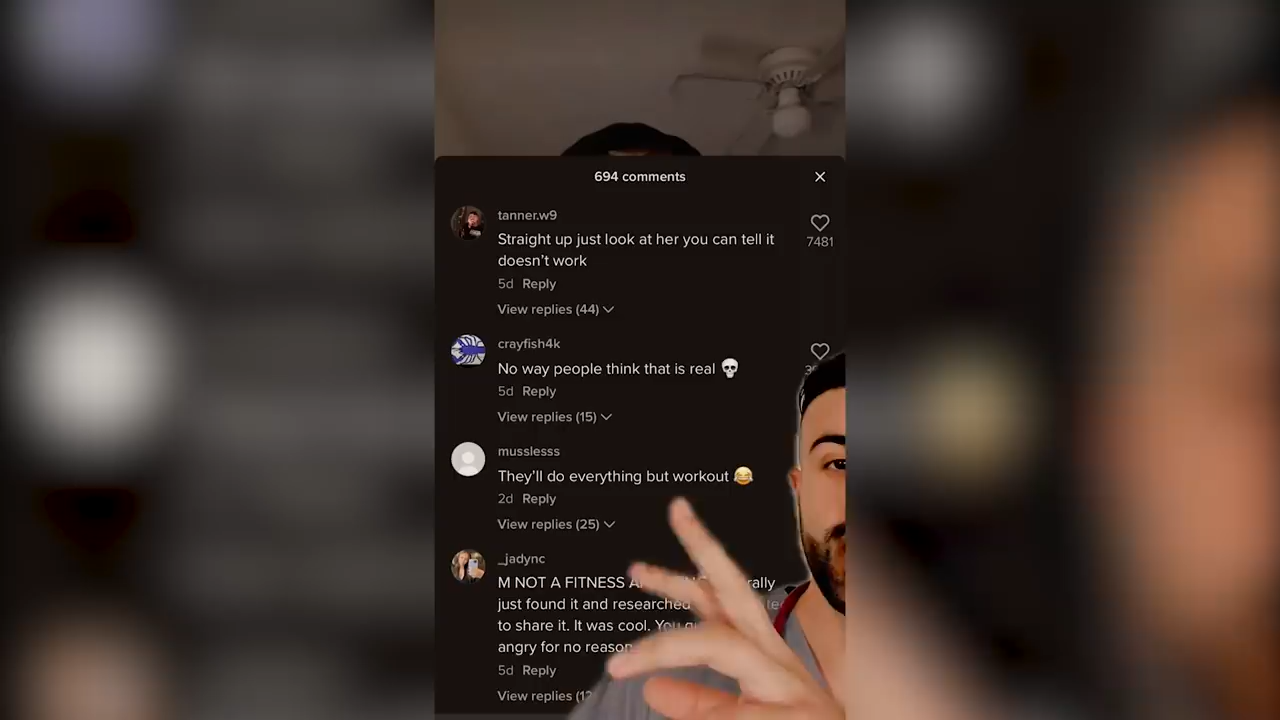 694 comments
tanner.w9
Straight up just look at her you can tell it
doesn’t work
7481
5d Reply
View replies (44)
crayfish4k
No way people think that is real 💀
5d Reply
View replies (15)
musslesss
They’ll do everything but workout 😂
2d Reply
View replies (25)
_jadync
M NOT A FITNESS
just found it and researched
to share it. It was cool.
angry for no reason
5d Reply
View replies